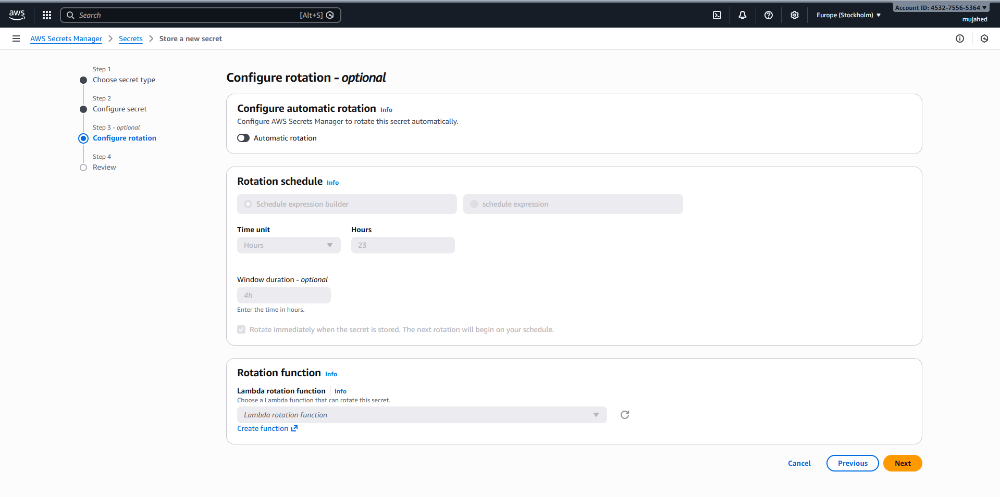 aws
Search
[Alt+S]
Europe (Stockholm)
Account ID: 4532-7556-5364
mujahed
AWS Secrets Manager
Secrets
Store a new secret
Step 1
Choose secret type
Step 2
Configure secret
Step 3 - optional
Configure rotation
Step 4
Review
Configure rotation - optional
Configure automatic rotation Info
Configure AWS Secrets Manager to rotate this secret automatically.
Automatic rotation
Rotation schedule Info
Schedule expression builder
schedule expression
Time unit
Hours
Hours
23
Window duration - optional
4h
Enter the time in hours.
Rotate immediately when the secret is stored. The next rotation will begin on your schedule.
Rotation function Info
Lambda rotation function Info
Choose a Lambda function that can rotate this secret.
Lambda rotation function
Create function
Cancel
Previous
Next